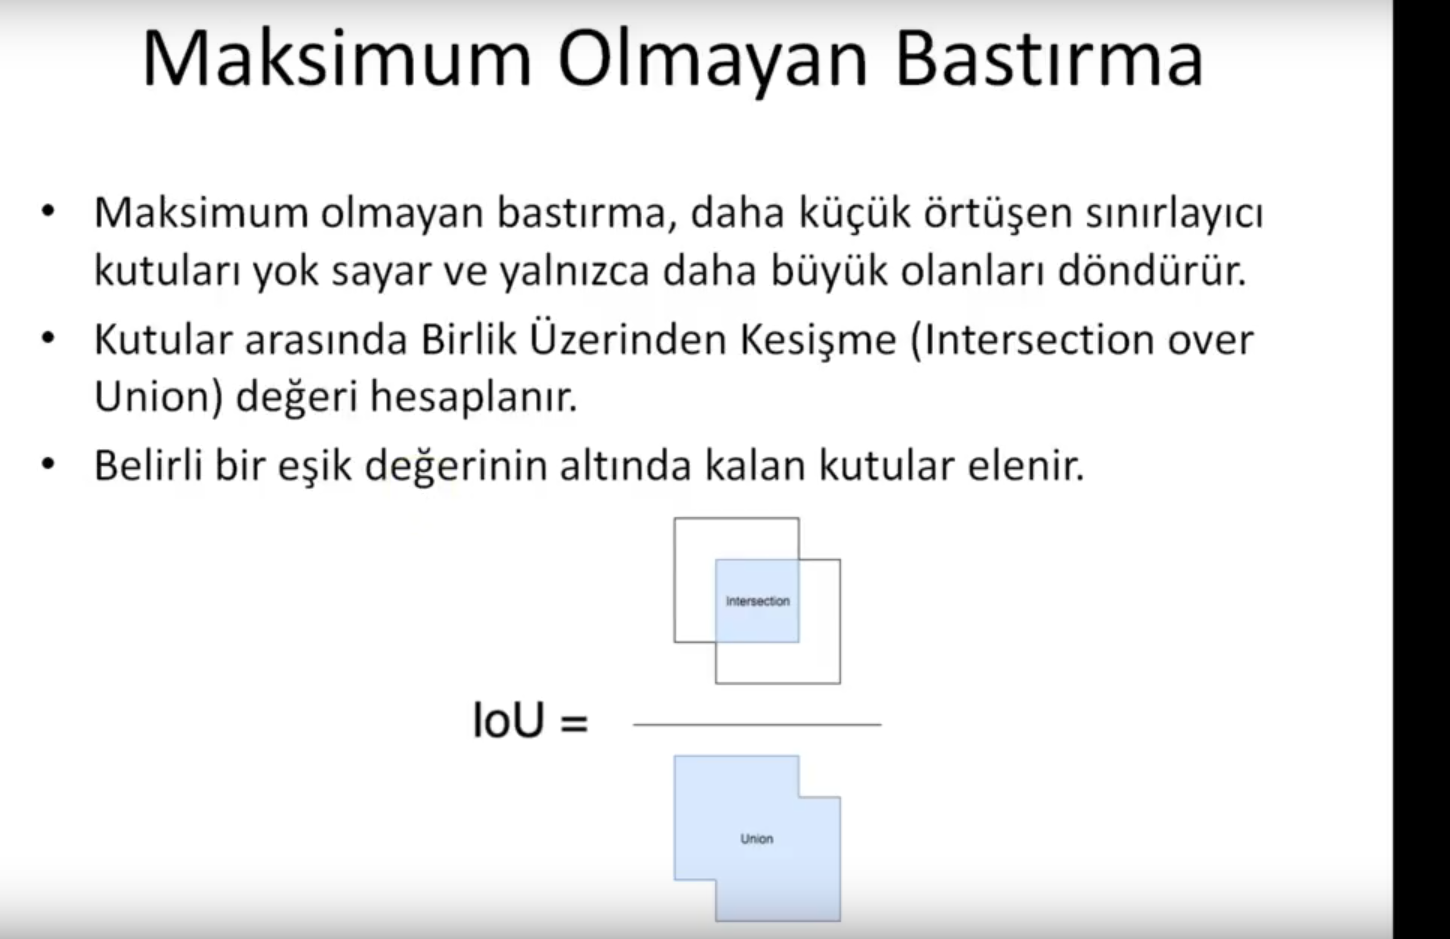 Maksimum Olmayan Bastırma
• Maksimum olmayan bastırma, daha küçük örtüşen sınırlayıcı
kutuları yok sayar ve yalnızca daha büyük olanları döndürür.
• Kutular arasında Birlik Üzerinden Kesişme (Intersection over
Union) değeri hesaplanır.
• Belirli bir eşik değerinin altında kalan kutular elenir.
Intersection
IoU =
Union